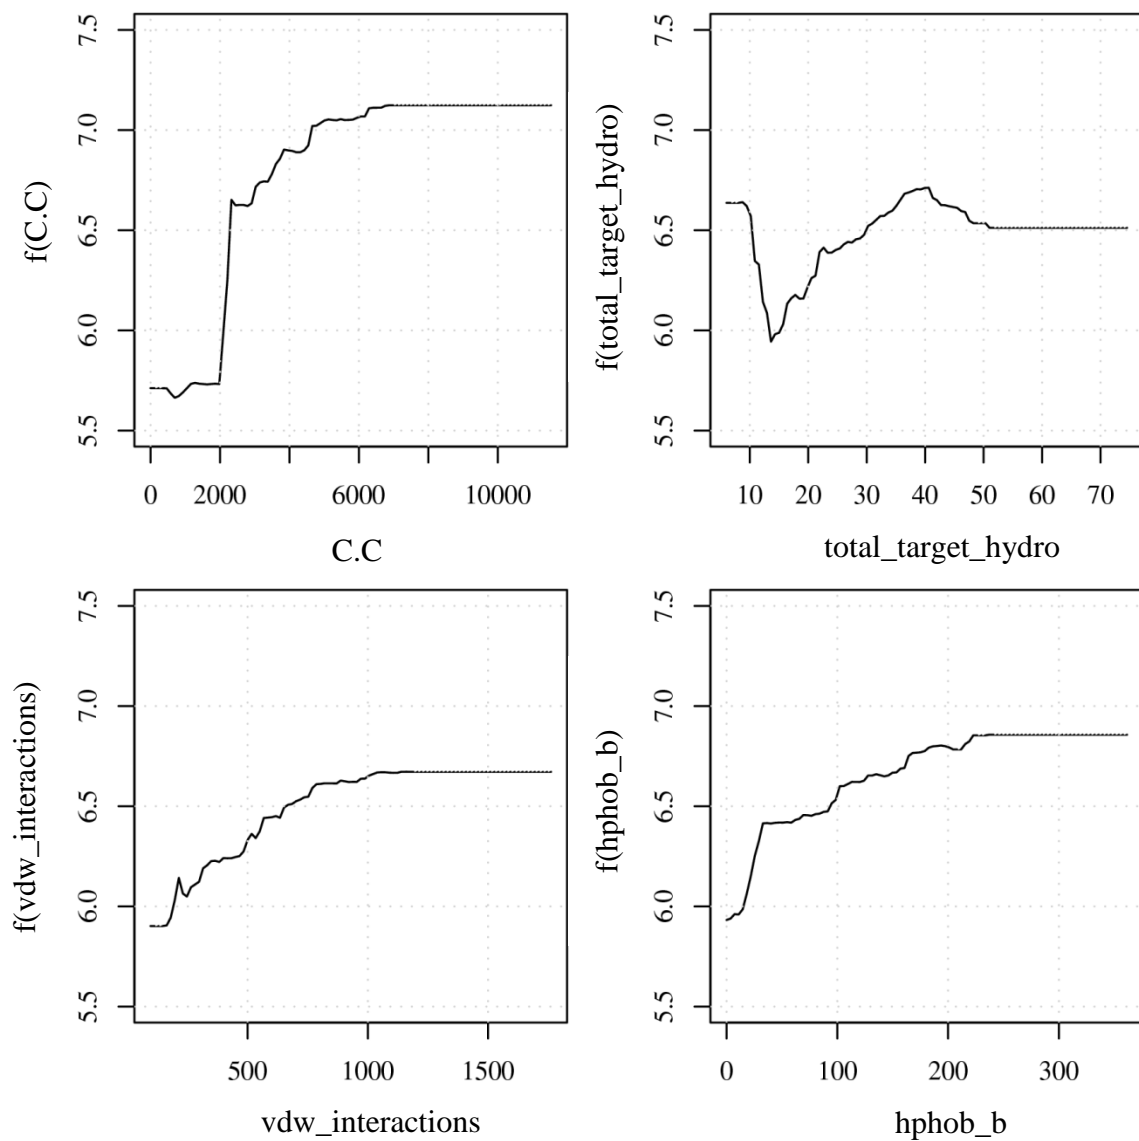 f(C.C)
7.5
7.0
6.5
6.0
5.5
0 2000 6000 10000
C.C
f(total_target_hydro)
7.5
7.0
6.5
6.0
5.5
10 20 30 40 50 60 70
total_target_hydro
f(vdw_interactions)
7.5
7.0
6.5
6.0
5.5
500 1000 1500
vdw_interactions
f(hphob_b)
7.5
7.0
6.5
6.0
5.5
0 100 200 300
hphob_b